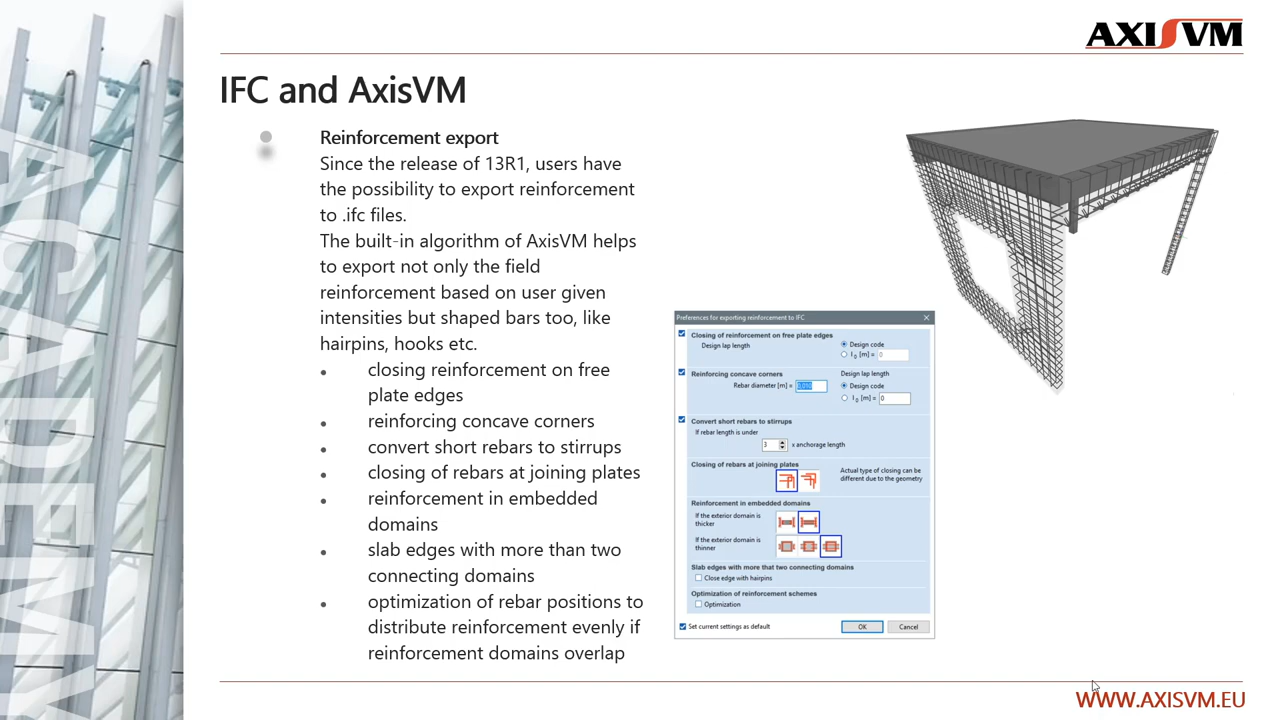 AXISVM
IFC and AxisVM
Reinforcement export
Since the release of 13R1, users have
the possibility to export reinforcement
to .ifc files.
The built-in algorithm of AxisVM helps
to export not only the field
reinforcement based on user given
intensities but shaped bars too, like
hairpins, hooks etc.
• closing reinforcement on free
plate edges
• reinforcing concave corners
• convert short rebars to stirrups
• closing of rebars at joining plates
• reinforcement in embedded
domains
• slab edges with more than two
connecting domains
• optimization of rebar positions to
distribute reinforcement evenly if
reinforcement domains overlap
Preferences for exporting reinforcement to IFC
Closing of reinforcement on free plate edges
Design lap length
Design code
l0 [m] = 0
Reinforcing concave corners
Rebar diameter [m] =
Design lap length
Design code
l0 [m] = 0
Convert short rebars to stirrups
If rebar length is under
3 x anchorage length
Closing of rebars at joining plates
Actual type of closing can be
different due to the geometry
Reinforcement in embedded domains
If the exterior domain is
thicker
If the exterior domain is
thinner
Slab edges with more that two connecting domains
Close edge with hairpins
Optimization of reinforcement schemes
Optimization
Set current settings as default
OK
Cancel
WWW.AXISVM.EU